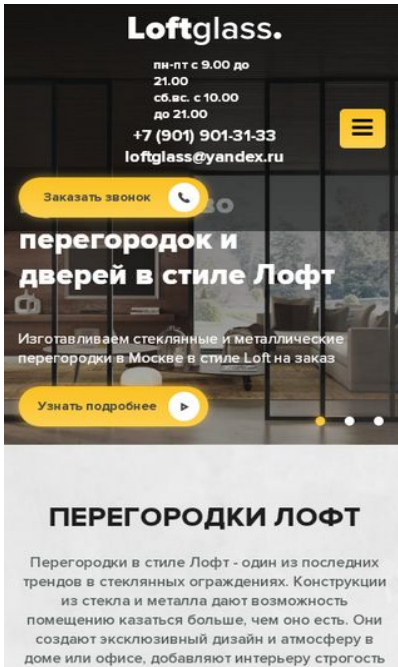 Loftglass.
пн-пт с 9.00 до
21.00
сб.вс. с 10.00
до 21.00
+7 (901) 901-31-33
loftglass@yandex.ru
Заказать звонок
перегородок и
дверей в стиле Лофт
Изготавливаем стеклянные и металлические
перегородки в Москве в стиле Loft на заказ
Узнать подробнее
ПЕРЕГОРОДКИ ЛОФТ
Перегородки в стиле Лофт - один из последних
трендов в стеклянных ограждениях. Конструкции
из стекла и металла дают возможность
помещению казаться больше, чем оно есть. Они
создают эксклюзивный дизайн и атмосферу в
доме или офисе, добавляют интерьеру строгость